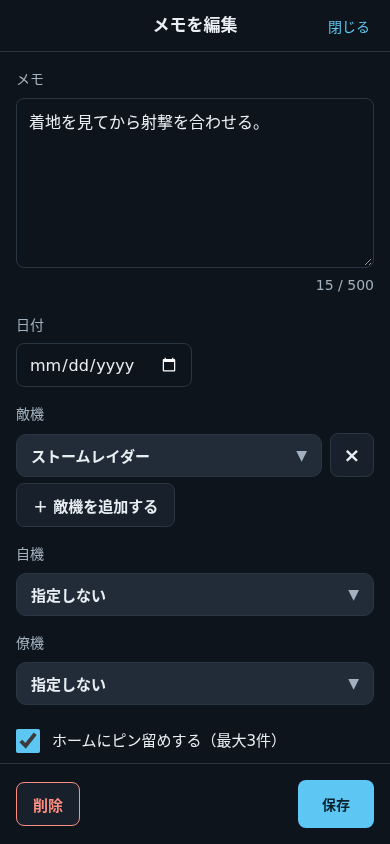 メモを編集
閉じる
メモ
着地を見てから射撃を合わせる。
15 / 500
日付
mm/dd/yyyy
敵機
ストームレイダー ▼
×
＋ 敵機を追加する
自機
指定しない ▼
僚機
指定しない ▼
ホームにピン留めする（最大3件）
削除
保存